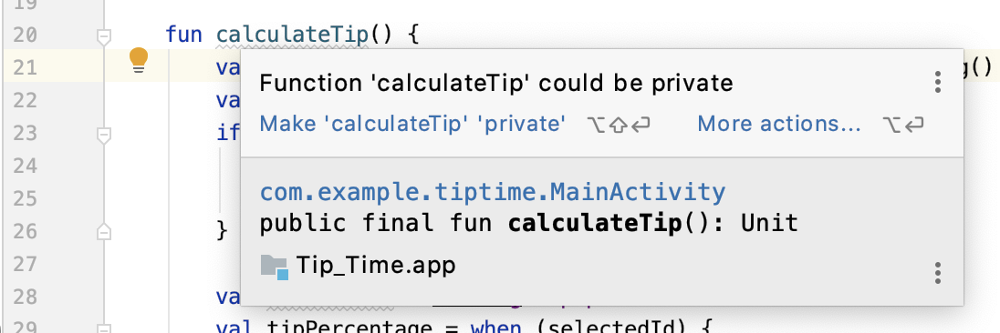 19
20 fun calculateTip() {
21 va g()
Function 'calculateTip' could be private
22 va
Make 'calculateTip' 'private' ⌥⇧⏎ More actions... ⌥⏎
23 if
24
25
com.example.tiptime.MainActivity
26 }
public final fun calculateTip(): Unit
27
Tip_Time.app
28 va
29 val tipPercentage = when (selectedId) {